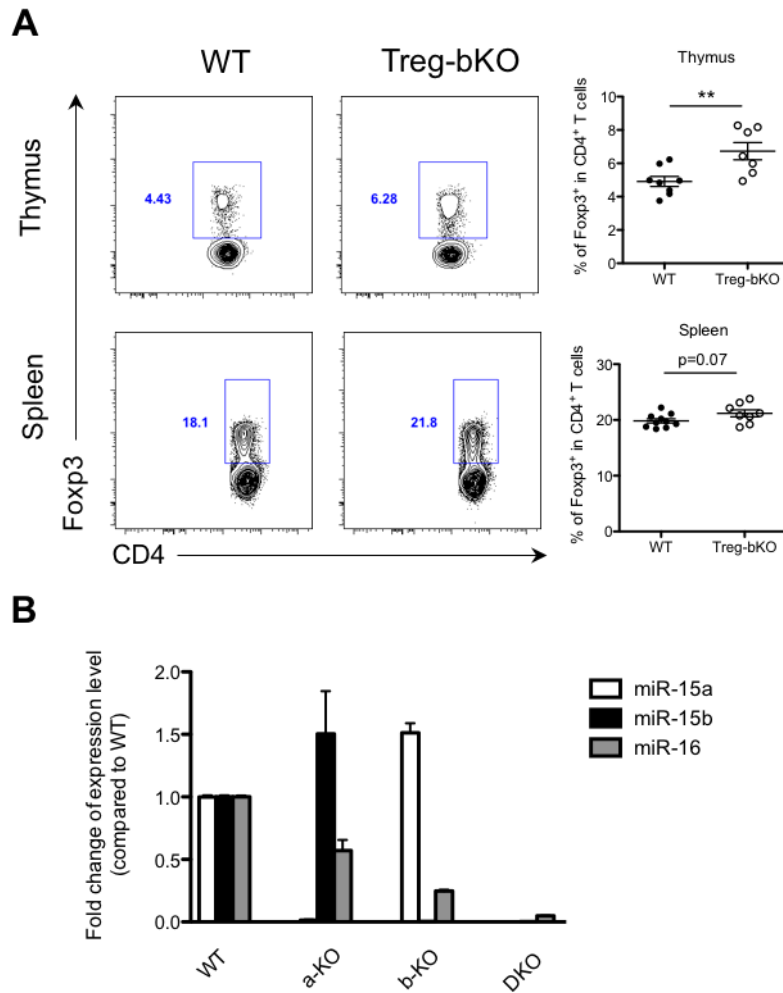 A
WT
Treg-bKO
Thymus
4.43
6.28
Thymus
**
% of Foxp3⁺ in CD4⁺ T cells
10
8
6
4
2
0
WT
Treg-bKO
Spleen
18.1
21.8
Spleen
p=0.07
% of Foxp3⁺ in CD4⁺ T cells
30
20
10
0
WT
Treg-bKO
Foxp3
CD4
B
Fold change of expression level
(compared to WT)
2.0
1.5
1.0
0.5
0.0
WT
a-KO
b-KO
DKO
miR-15a
miR-15b
miR-16